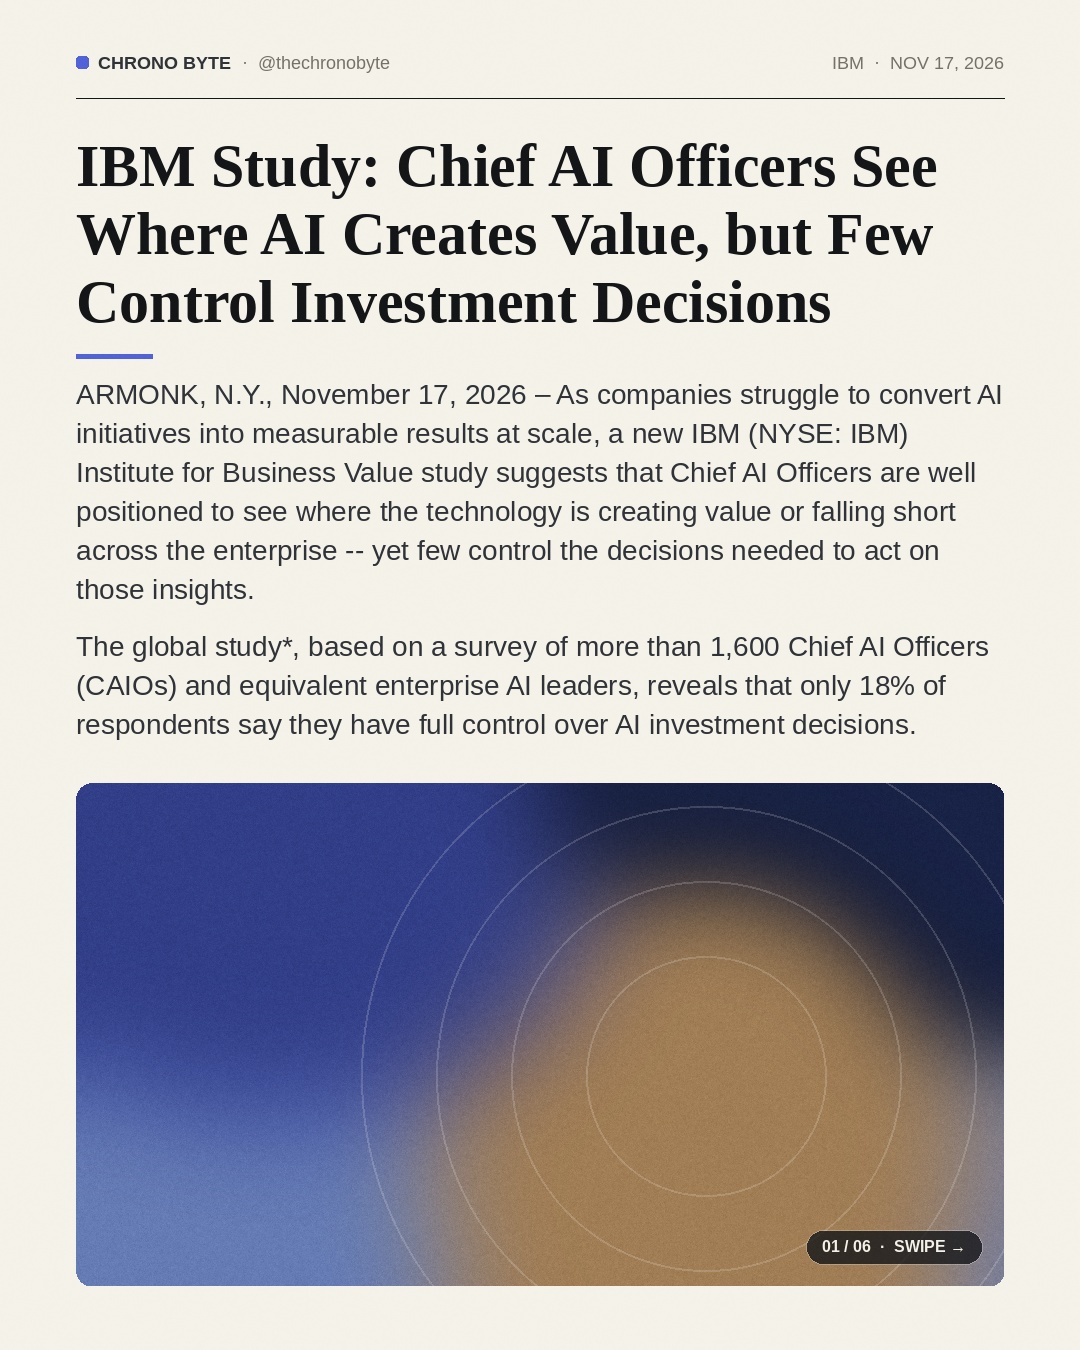 CHRONO BYTE · @thechronobyte
IBM · NOV 17, 2026
IBM Study: Chief AI Officers See
Where AI Creates Value, but Few
Control Investment Decisions
ARMONK, N.Y., November 17, 2026 – As companies struggle to convert AI
initiatives into measurable results at scale, a new IBM (NYSE: IBM)
Institute for Business Value study suggests that Chief AI Officers are well
positioned to see where the technology is creating value or falling short
across the enterprise -- yet few control the decisions needed to act on
those insights.
The global study*, based on a survey of more than 1,600 Chief AI Officers
(CAIOs) and equivalent enterprise AI leaders, reveals that only 18% of
respondents say they have full control over AI investment decisions.
01 / 06 · SWIPE →